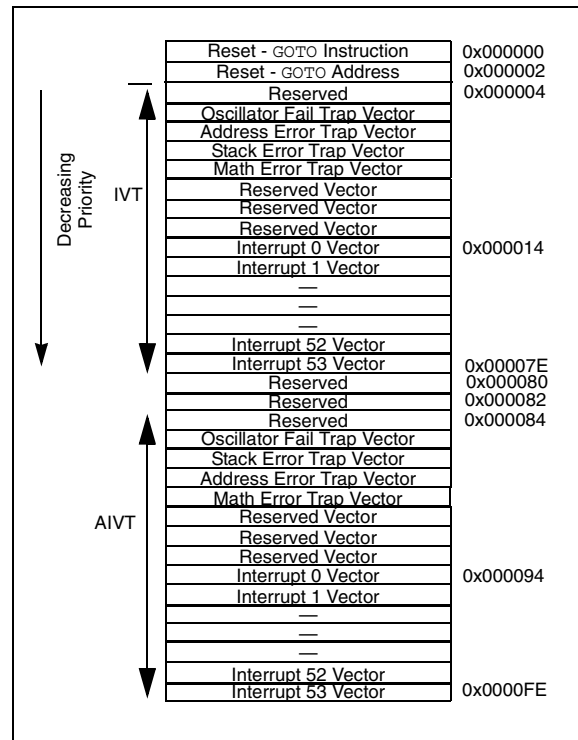 Reset - GOTO Instruction 0x000000
Reset - GOTO Address 0x000002
Reserved 0x000004
Oscillator Fail Trap Vector
Address Error Trap Vector
Stack Error Trap Vector
Math Error Trap Vector
Reserved Vector
Reserved Vector
Reserved Vector
Interrupt 0 Vector 0x000014
Interrupt 1 Vector
—
—
—
Interrupt 52 Vector
Interrupt 53 Vector 0x00007E
Reserved 0x000080
Reserved 0x000082
Reserved 0x000084
Oscillator Fail Trap Vector
Stack Error Trap Vector
Address Error Trap Vector
Math Error Trap Vector
Reserved Vector
Reserved Vector
Reserved Vector
Interrupt 0 Vector 0x000094
Interrupt 1 Vector
—
—
—
Interrupt 52 Vector
Interrupt 53 Vector 0x0000FE
Decreasing
Priority
IVT
AIVT